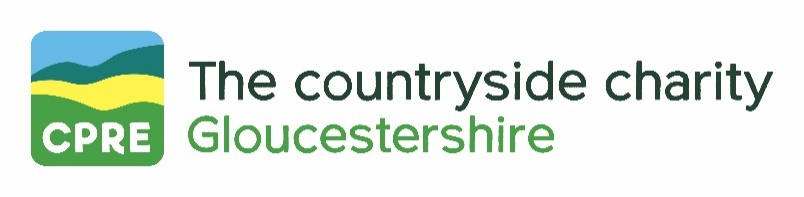 CPRE
The countryside charity
Gloucestershire